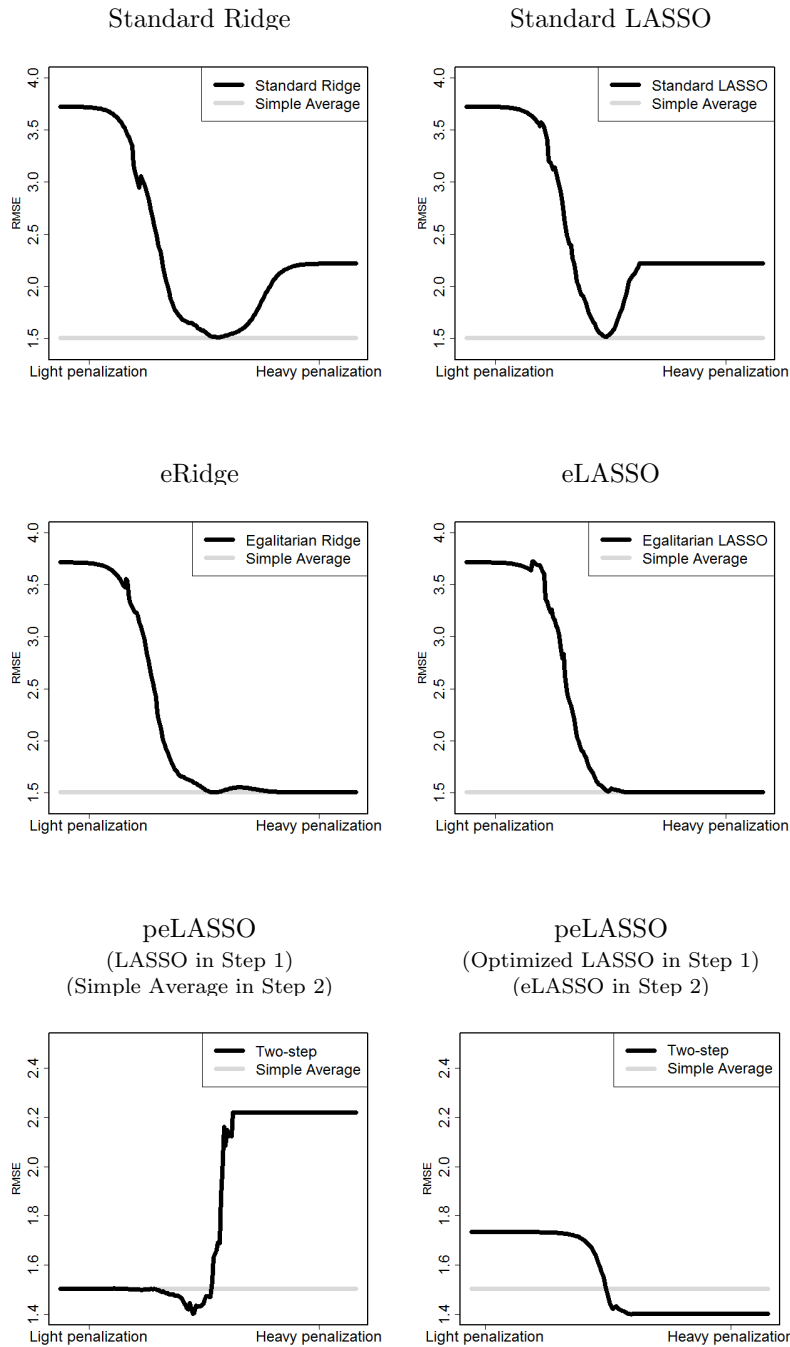 Standard Ridge
Standard LASSO
4.0
3.5
3.0
2.5
2.0
1.5
RMSE
Standard Ridge
Simple Average
Light penalization
Heavy penalization
4.0
3.5
3.0
2.5
2.0
1.5
RMSE
Standard LASSO
Simple Average
Light penalization
Heavy penalization
eRidge
eLASSO
4.0
3.5
3.0
2.5
2.0
1.5
RMSE
Egalitarian Ridge
Simple Average
Light penalization
Heavy penalization
4.0
3.5
3.0
2.5
2.0
1.5
RMSE
Egalitarian LASSO
Simple Average
Light penalization
Heavy penalization
peLASSO
(LASSO in Step 1)
(Simple Average in Step 2)
peLASSO
(Optimized LASSO in Step 1)
(eLASSO in Step 2)
2.4
2.2
2.0
1.8
1.6
1.4
RMSE
Two-step
Simple Average
Light penalization
Heavy penalization
2.4
2.2
2.0
1.8
1.6
1.4
RMSE
Two-step
Simple Average
Light penalization
Heavy penalization